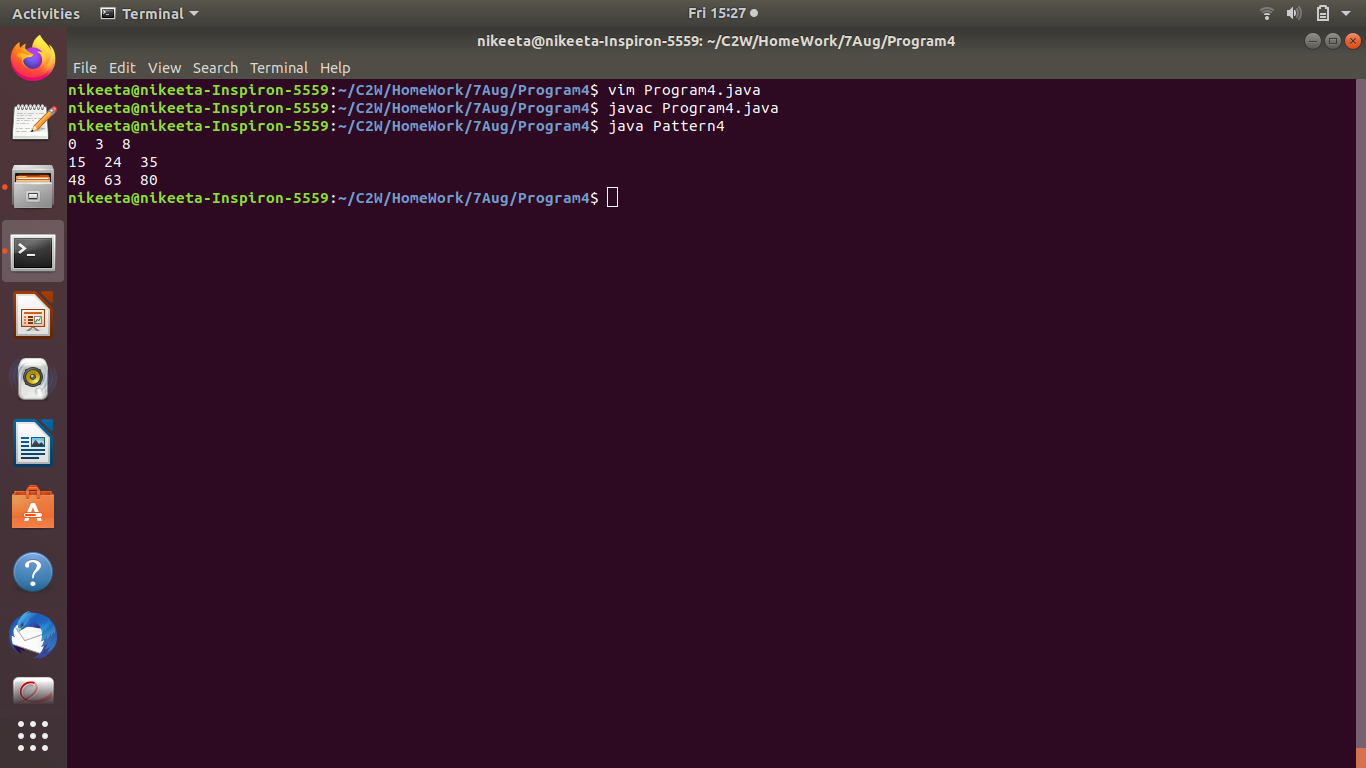 Activities Terminal Fri 15:27
nikeeta@nikeeta-Inspiron-5559: ~/C2W/HomeWork/7Aug/Program4
File Edit View Search Terminal Help
nikeeta@nikeeta-Inspiron-5559:~/C2W/HomeWork/7Aug/Program4$ vim Program4.java
nikeeta@nikeeta-Inspiron-5559:~/C2W/HomeWork/7Aug/Program4$ javac Program4.java
nikeeta@nikeeta-Inspiron-5559:~/C2W/HomeWork/7Aug/Program4$ java Pattern4
0  3  8
15  24  35
48  63  80
nikeeta@nikeeta-Inspiron-5559:~/C2W/HomeWork/7Aug/Program4$